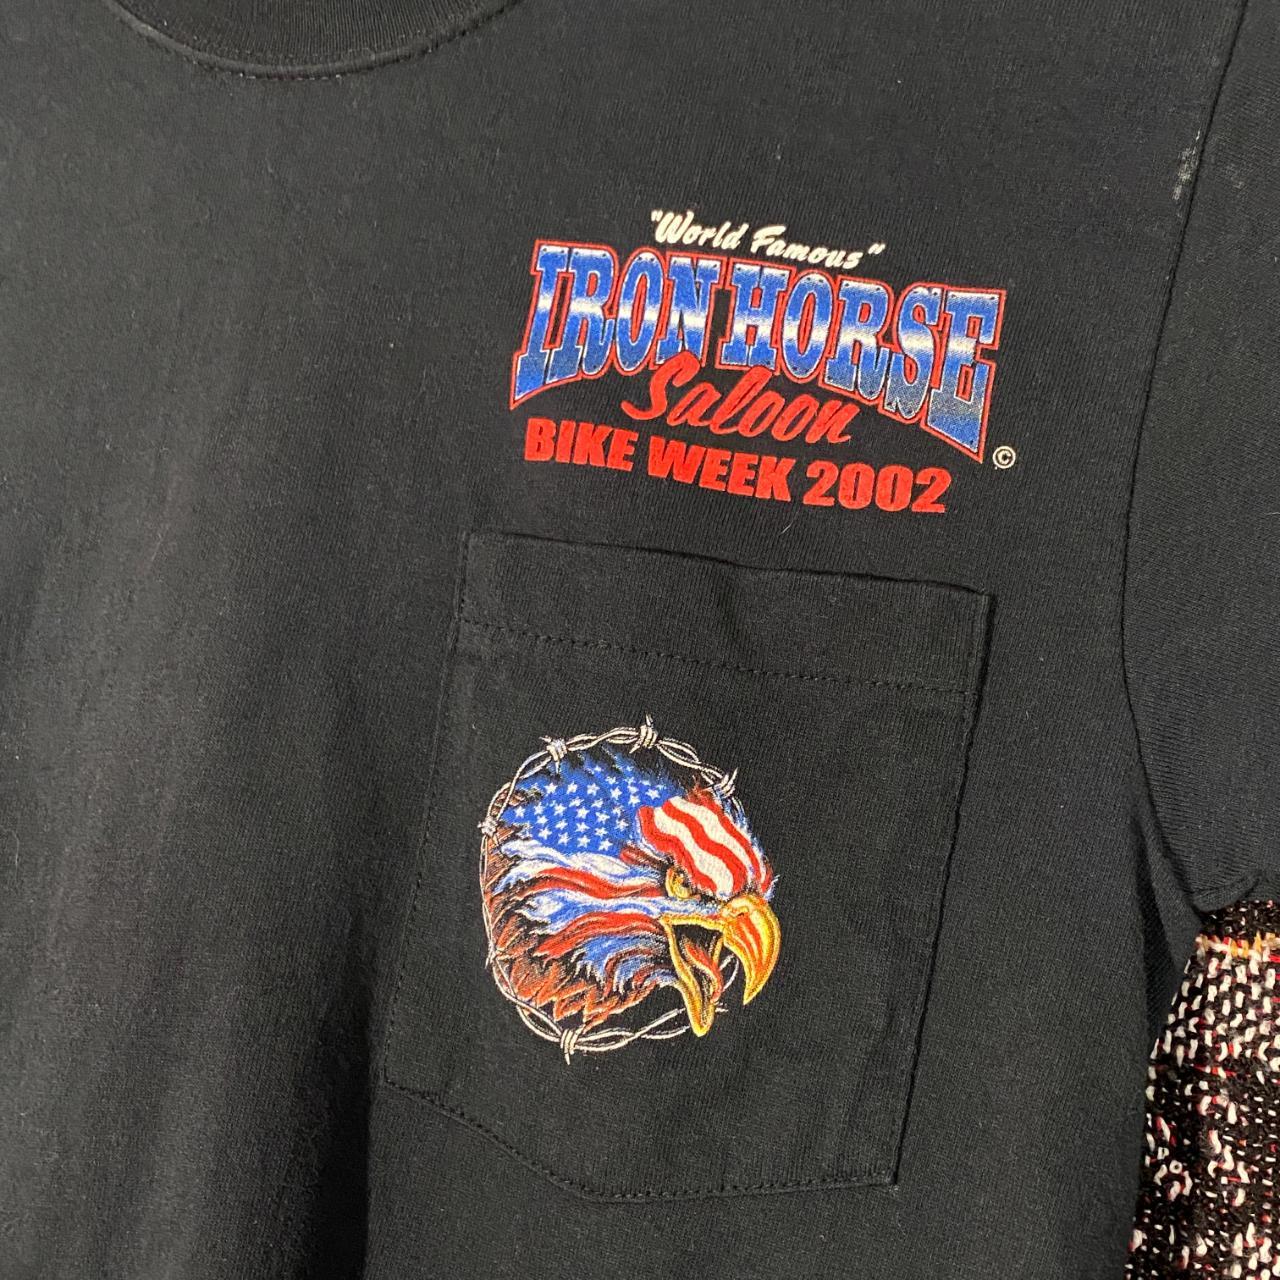 "World Famous"
IRON HORSE
Saloon
©
BIKE WEEK 2002